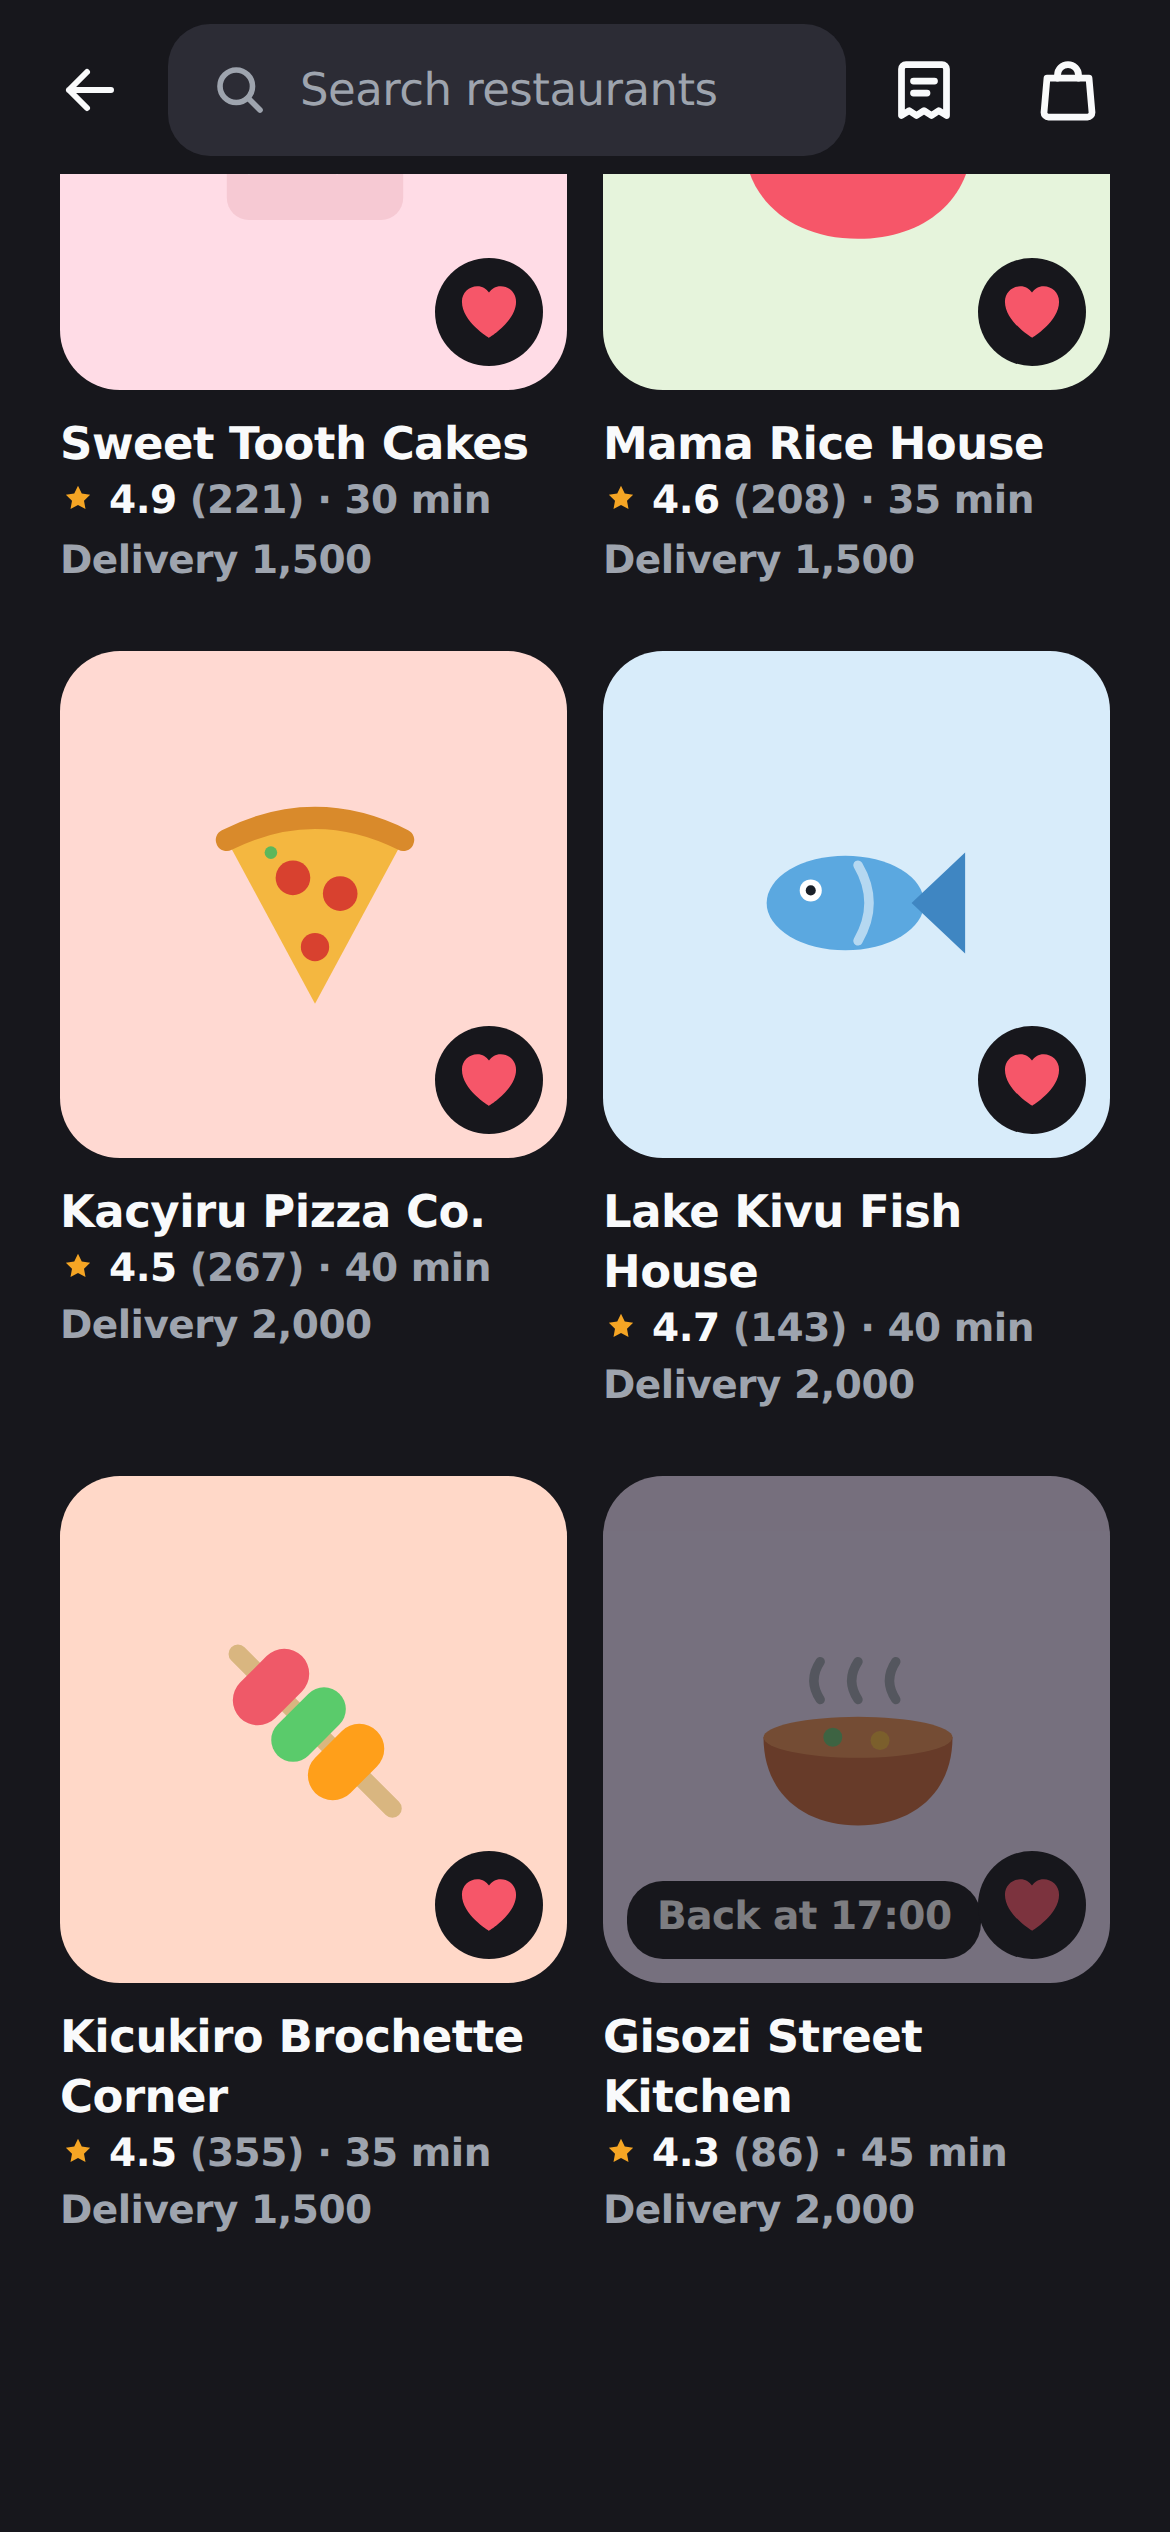 Search restaurants
Sweet Tooth Cakes
4.9 (221) · 30 min
Delivery 1,500
Mama Rice House
4.6 (208) · 35 min
Delivery 1,500
Kacyiru Pizza Co.
4.5 (267) · 40 min
Delivery 2,000
Lake Kivu Fish
House
4.7 (143) · 40 min
Delivery 2,000
Kicukiro Brochette
Corner
4.5 (355) · 35 min
Delivery 1,500
Back at 17:00
Gisozi Street
Kitchen
4.3 (86) · 45 min
Delivery 2,000